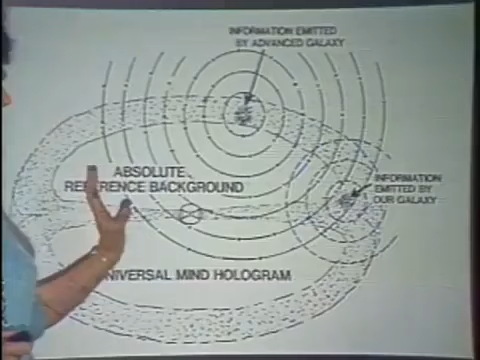 INFORMATION EMITTED
BY ADVANCED GALAXY
ABSOLUTE
REFERENCE BACKGROUND
INFORMATION
EMITTED BY
OUR GALAXY
UNIVERSAL MIND HOLOGRAM